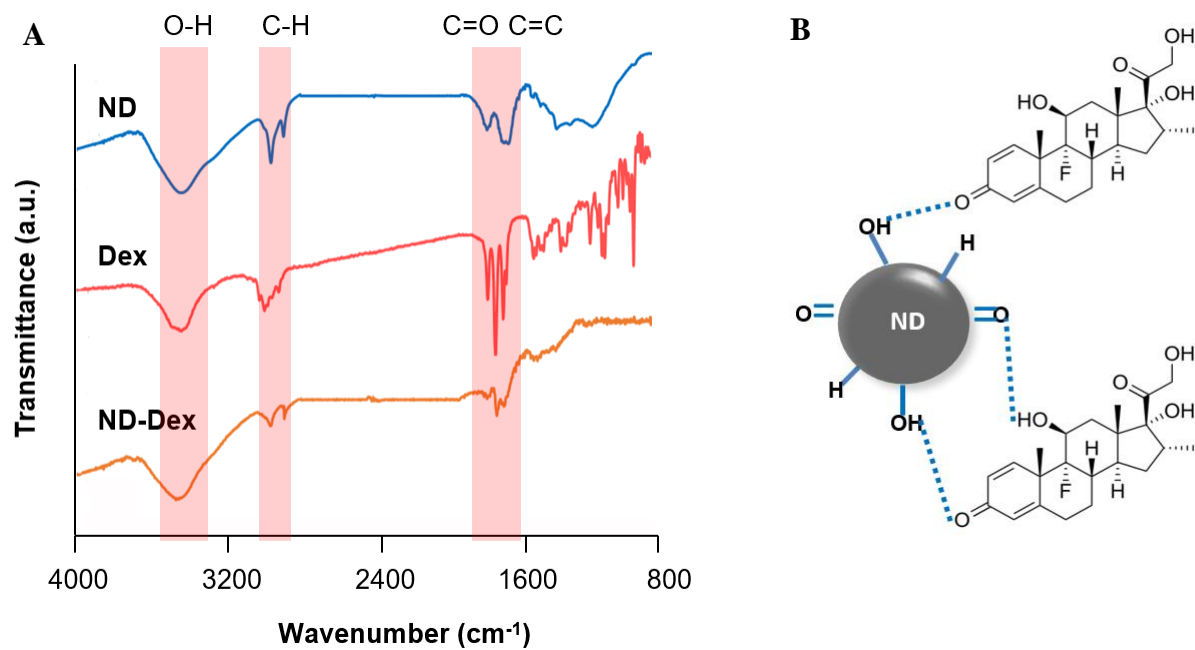 A
O-H C-H C=O C=C
ND
Dex
ND-Dex
Transmittance (a.u.)
4000 3200 2400 1600 800
Wavenumber (cm⁻¹)
B
OH
O
OH
HO
H
F
H
O
OH
H
O
ND
O
H
OH
OH
O
OH
HO
H
F
H
O